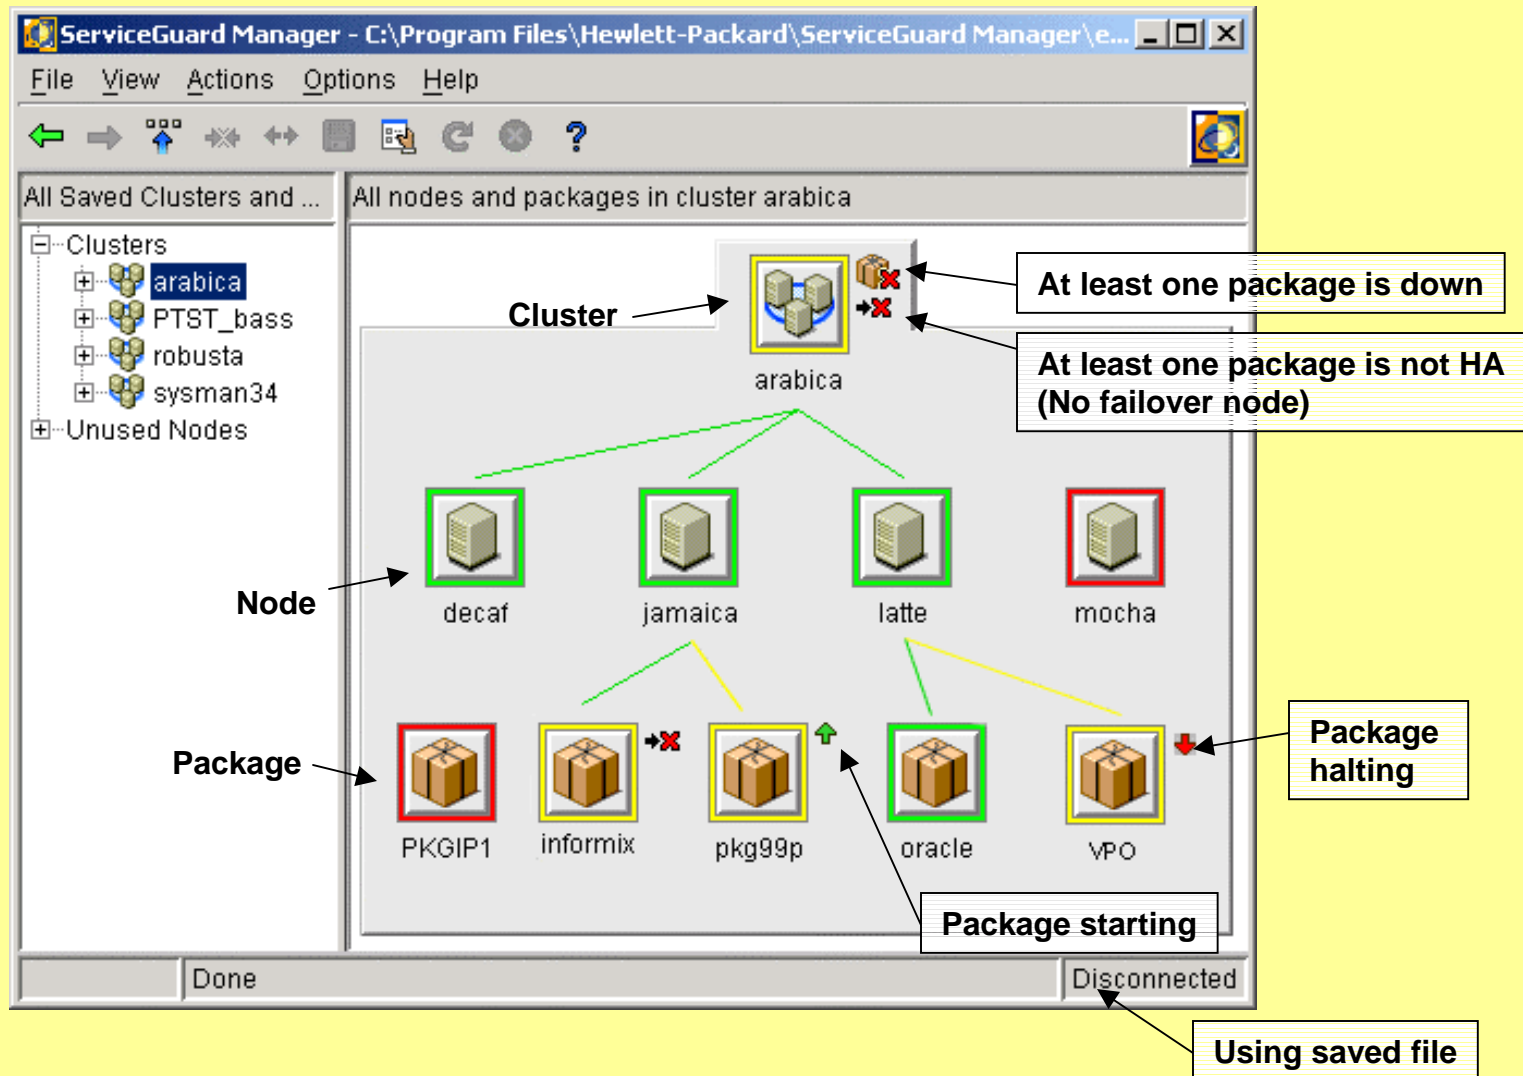 ServiceGuard Manager - C:\Program Files\Hewlett-Packard\ServiceGuard Manager\e...
File View Actions Options Help
All Saved Clusters and ...
All nodes and packages in cluster arabica
Clusters
arabica
PTST_bass
robusta
sysman34
Unused Nodes
Cluster
arabica
At least one package is down
At least one package is not HA
(No failover node)
Node
decaf
jamaica
latte
mocha
Package
PKGIP1
informix
pkg99p
oracle
VPO
Package
halting
Package starting
Done
Disconnected
Using saved file